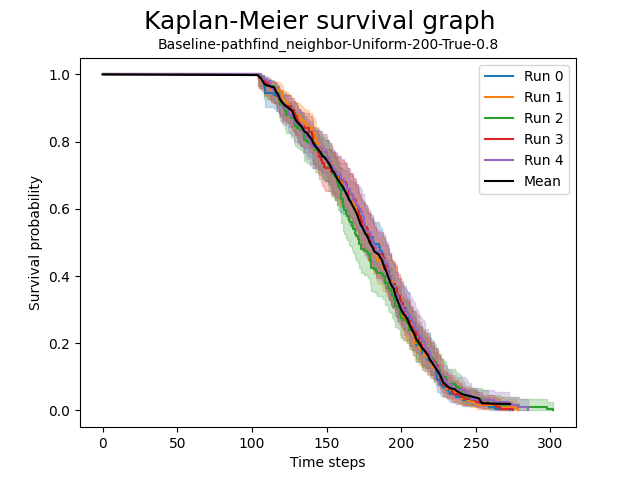 Kaplan-Meier survival graph
Baseline-pathfind_neighbor-Uniform-200-True-0.8
Survival probability
1.0
0.8
0.6
0.4
0.2
0.0
0
50
100
150
200
250
300
Time steps
Run 0
Run 1
Run 2
Run 3
Run 4
Mean